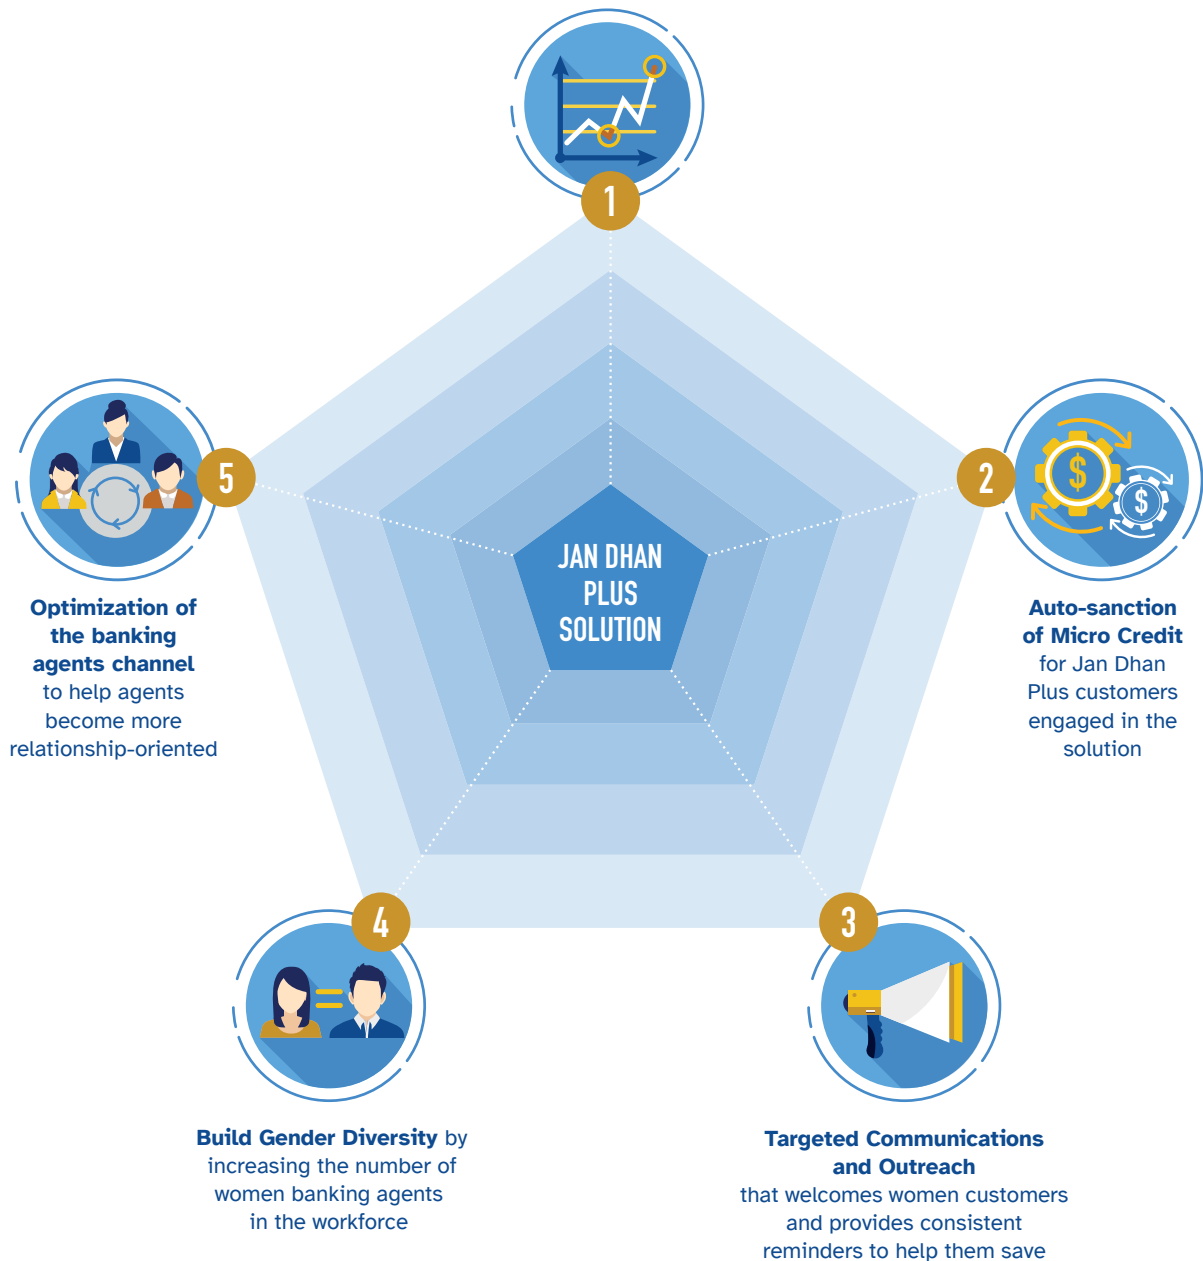 1
5
2
$
$
JAN DHAN
PLUS
SOLUTION
Optimization of
the banking
agents channel
to help agents
become more
relationship-oriented
Auto-sanction
of Micro Credit
for Jan Dhan
Plus customers
engaged in the
solution
4
3
Build Gender Diversity by
increasing the number of
women banking agents
in the workforce
Targeted Communications
and Outreach
that welcomes women customers
and provides consistent
reminders to help them save